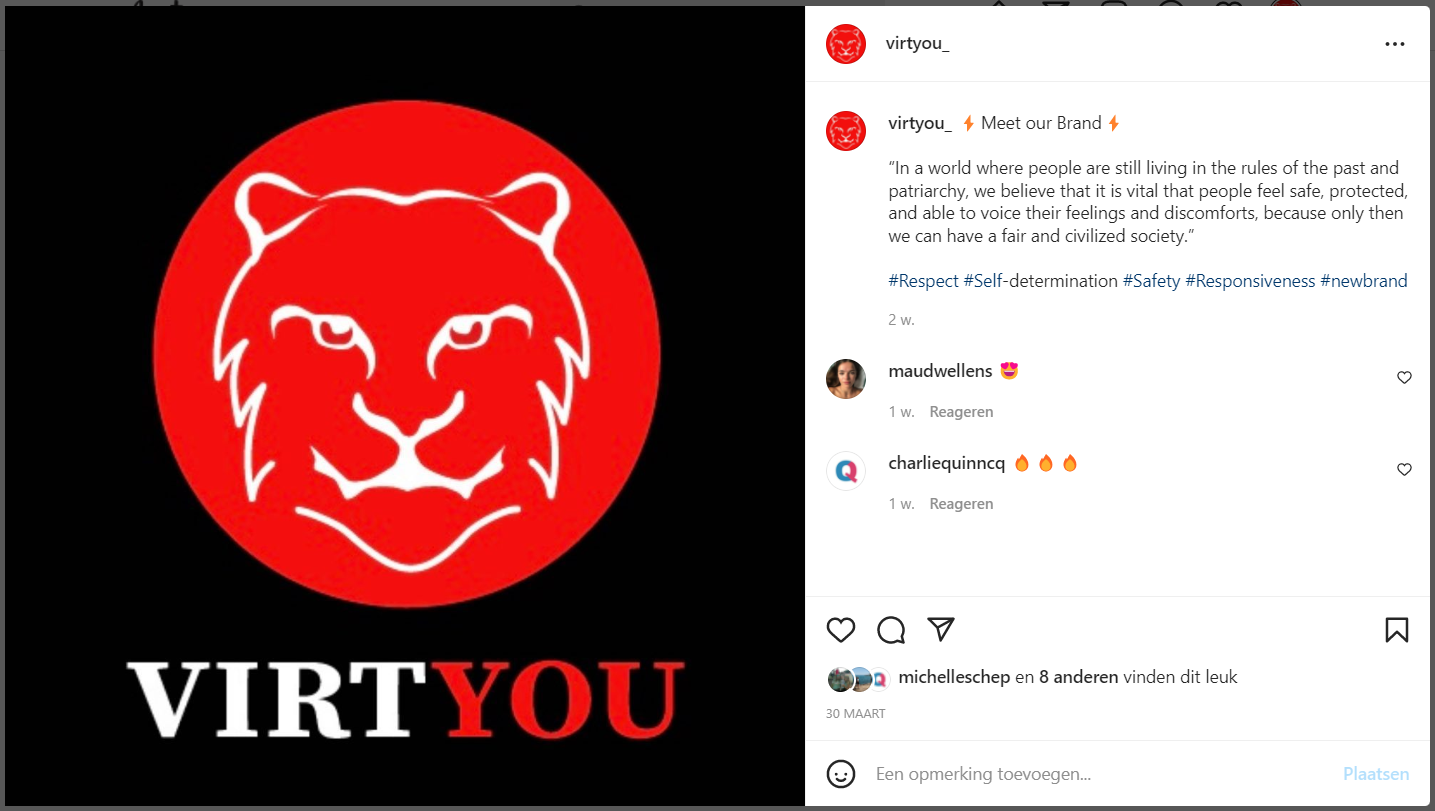 VIRTYOU
virtyou_
virtyou_ ⚡ Meet our Brand ⚡
“In a world where people are still living in the rules of the past and
patriarchy, we believe that it is vital that people feel safe, protected,
and able to voice their feelings and discomforts, because only then
we can have a fair and civilized society.”
#Respect #Self-determination #Safety #Responsiveness #newbrand
2 w.
maudwellens 😍
1 w. Reageren
charliequinncq 🔥 🔥 🔥
1 w. Reageren
michelleschep en 8 anderen vinden dit leuk
30 MAART
Een opmerking toevoegen...
Plaatsen